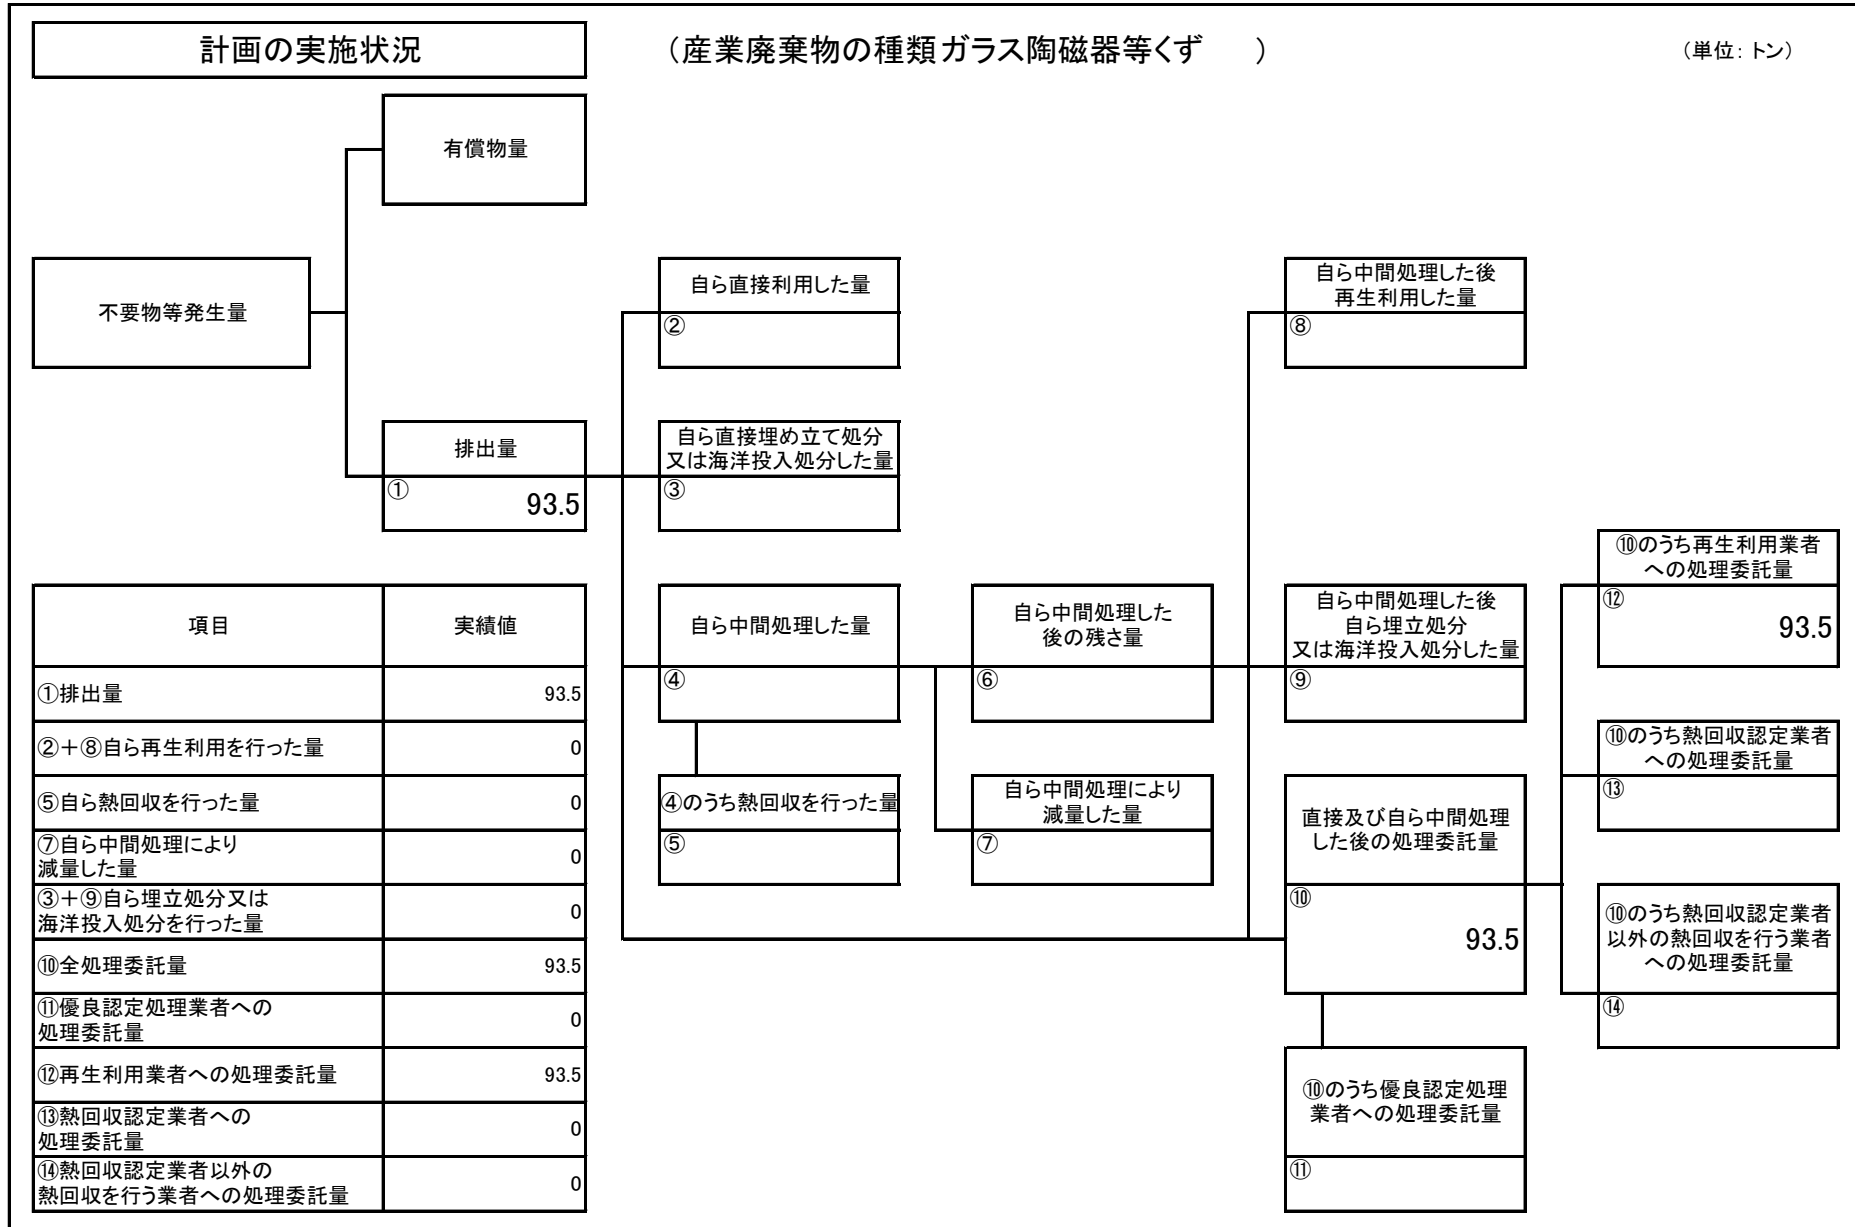 計画の実施状況
（産業廃棄物の種類ガラス陶磁器等くず　　）
（単位：トン）
有償物量
不要物等発生量
自ら直接利用した量
②
自ら中間処理した後
再生利用した量
⑧
排出量
① 93.5
自ら直接埋め立て処分
又は海洋投入処分した量
③
⑩のうち再生利用業者
への処理委託量
⑫ 93.5
自ら中間処理した量
④
自ら中間処理した
後の残さ量
⑥
自ら中間処理した後
自ら埋立処分
又は海洋投入処分した量
⑨
⑩のうち熱回収認定業者
への処理委託量
⑬
④のうち熱回収を行った量
⑤
自ら中間処理により
減量した量
⑦
直接及び自ら中間処理
した後の処理委託量
⑩
93.5
⑩のうち熱回収認定業者
以外の熱回収を行う業者
への処理委託量
⑭
⑩のうち優良認定処理
業者への処理委託量
⑪
項目 実績値
①排出量 93.5
②＋⑧自ら再生利用を行った量 0
⑤自ら熱回収を行った量 0
⑦自ら中間処理により
減量した量 0
③＋⑨自ら埋立処分又は
海洋投入処分を行った量 0
⑩全処理委託量 93.5
⑪優良認定処理業者への
処理委託量 0
⑫再生利用業者への処理委託量 93.5
⑬熱回収認定業者への
処理委託量 0
⑭熱回収認定業者以外の
熱回収を行う業者への処理委託量 0